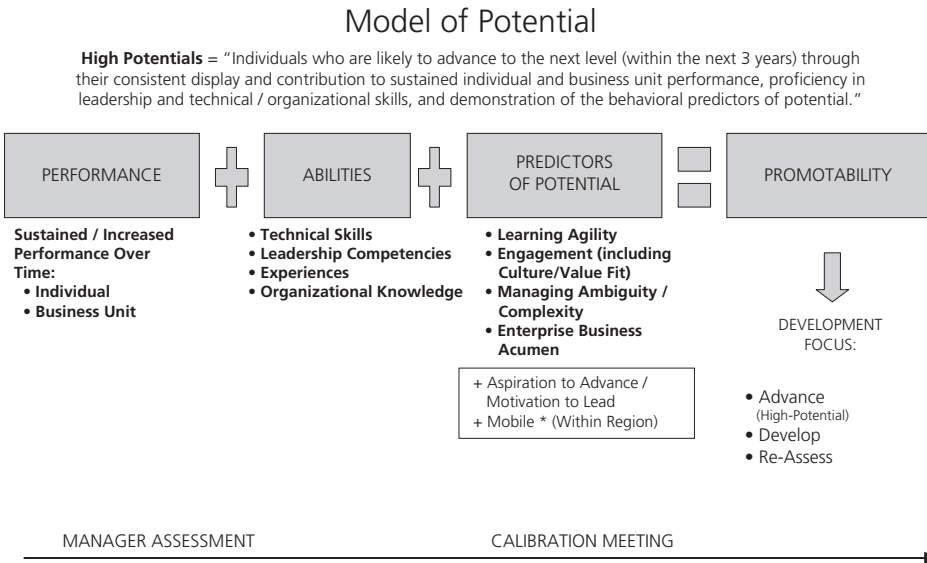 Model of Potential
High Potentials = “Individuals who are likely to advance to the next level (within the next 3 years) through
their consistent display and contribution to sustained individual and business unit performance, proficiency in
leadership and technical / organizational skills, and demonstration of the behavioral predictors of potential.”
PERFORMANCE
Sustained / Increased
Performance Over
Time:
• Individual
• Business Unit
ABILITIES
• Technical Skills
• Leadership Competencies
• Experiences
• Organizational Knowledge
PREDICTORS
OF POTENTIAL
• Learning Agility
• Engagement (including
Culture/Value Fit)
• Managing Ambiguity /
Complexity
• Enterprise Business
Acumen
+ Aspiration to Advance /
Motivation to Lead
+ Mobile * (Within Region)
PROMOTABILITY
DEVELOPMENT
FOCUS:
• Advance
(High-Potential)
• Develop
• Re-Assess
MANAGER ASSESSMENT
CALIBRATION MEETING